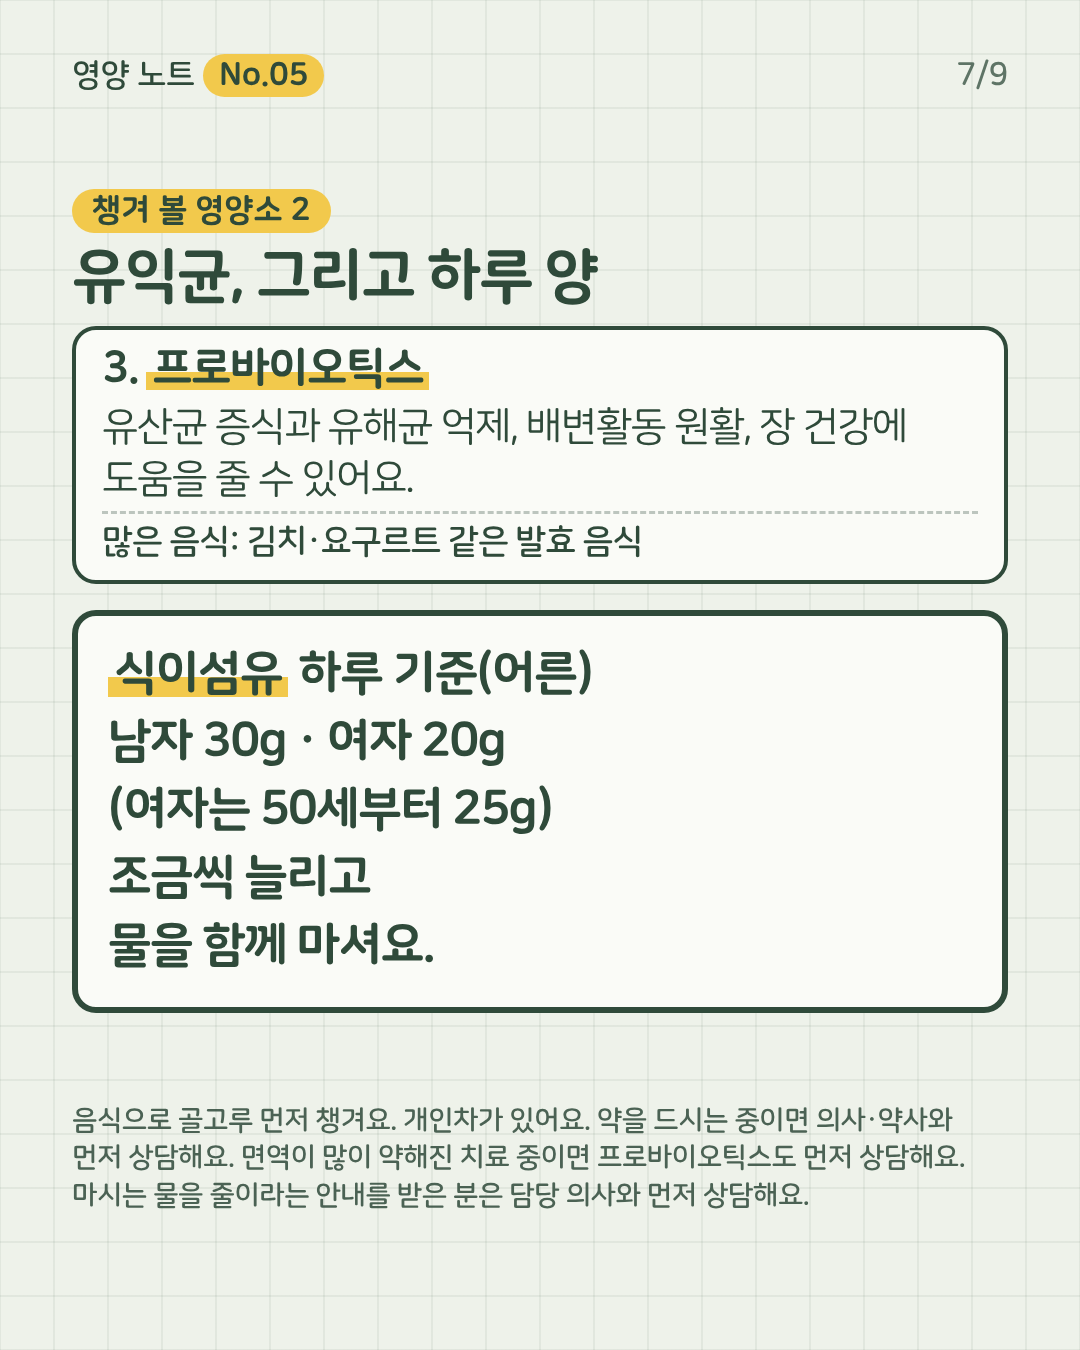 영양 노트 No.05
7/9
챙겨 볼 영양소 2
유익균, 그리고 하루 양
3. 프로바이오틱스
유산균 증식과 유해균 억제, 배변활동 원활, 장 건강에
도움을 줄 수 있어요.
많은 음식: 김치·요구르트 같은 발효 음식
식이섬유 하루 기준(어른)
남자 30g · 여자 20g
(여자는 50세부터 25g)
조금씩 늘리고
물을 함께 마셔요.
음식으로 골고루 먼저 챙겨요. 개인차가 있어요. 약을 드시는 중이면 의사·약사와
먼저 상담해요. 면역이 많이 약해진 치료 중이면 프로바이오틱스도 먼저 상담해요.
마시는 물을 줄이라는 안내를 받은 분은 담당 의사와 먼저 상담해요.